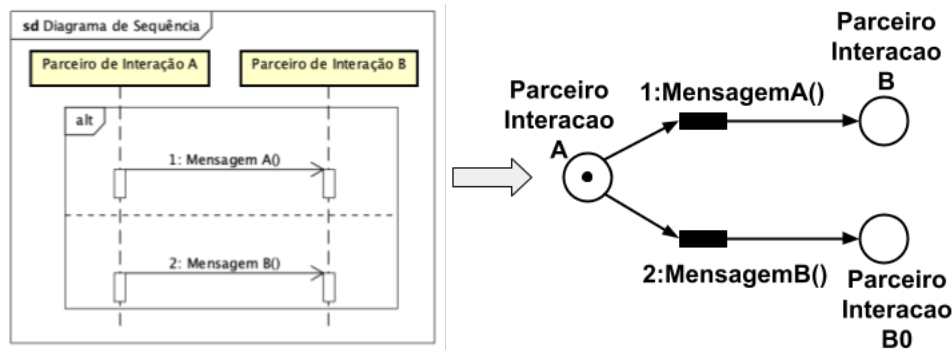 sd Diagrama de Sequência
Parceiro de Interação A
Parceiro de Interação B
alt
1: Mensagem A()
2: Mensagem B()
Parceiro
Interacao
A
1:MensagemA()
Parceiro
Interacao
B
2:MensagemB()
Parceiro
Interacao
B0